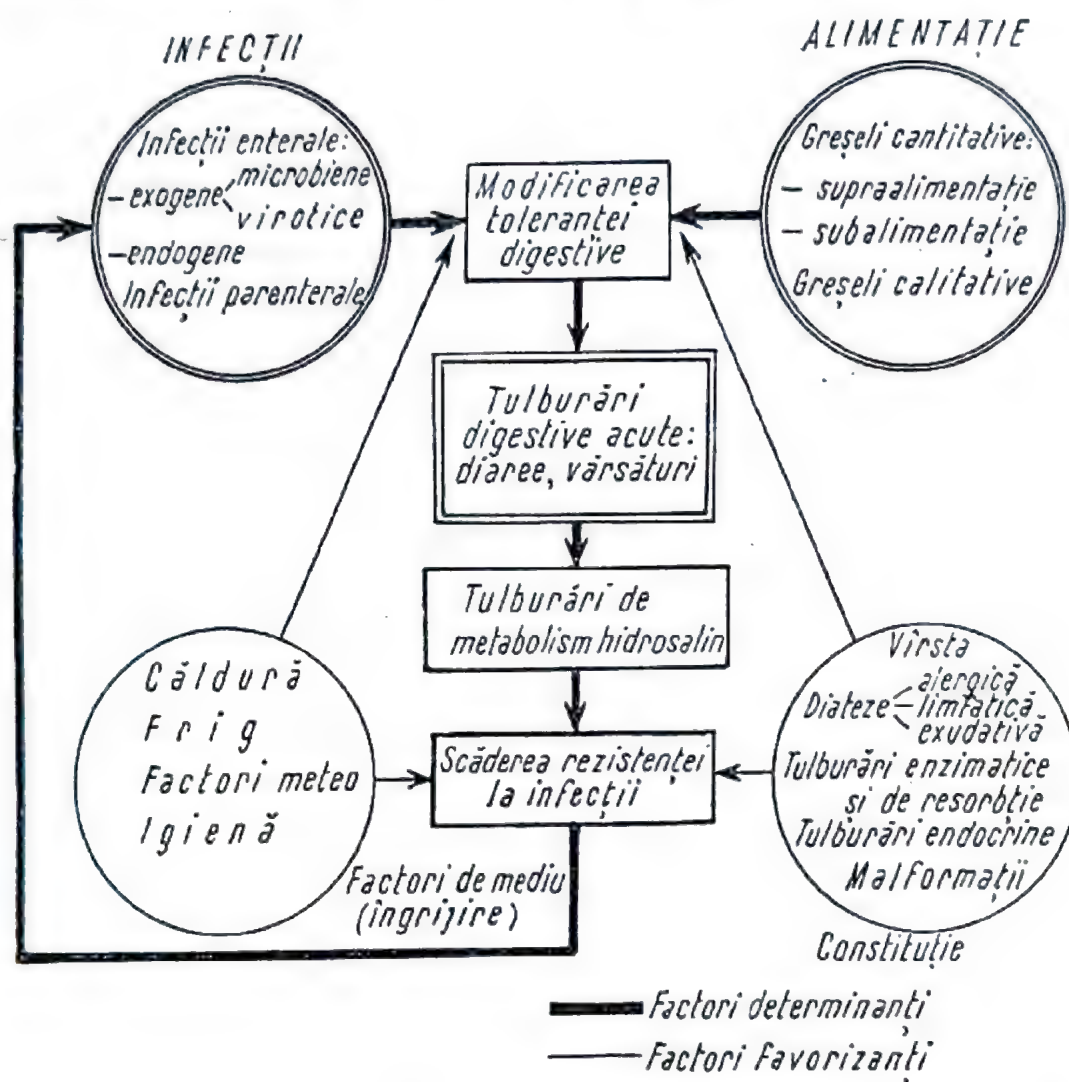 INFECȚII
Infecții enterale:
-exogene
microbiene
virotice
-endogene
Infecții parenterale
ALIMENTAȚIE
Greșeli cantitative:
- supraalimentație
- subalimentație
Greșeli calitative
Modificarea
toleranței
digestive
Tulburări
digestive acute:
diaree, vărsături
Tulburări de
metabolism hidrosalin
Scăderea rezistenței
la infecții
Căldură
Frig
Factori meteo
Igienă
Factori de mediu
(îngrijire)
Vîrsta
Diateze
alergică
limfatică
exudativă
Tulburări enzimatice
și de resorbție
Tulburări endocrine
Malformații
Constituție
Factori determinanți
Factori favorizanți